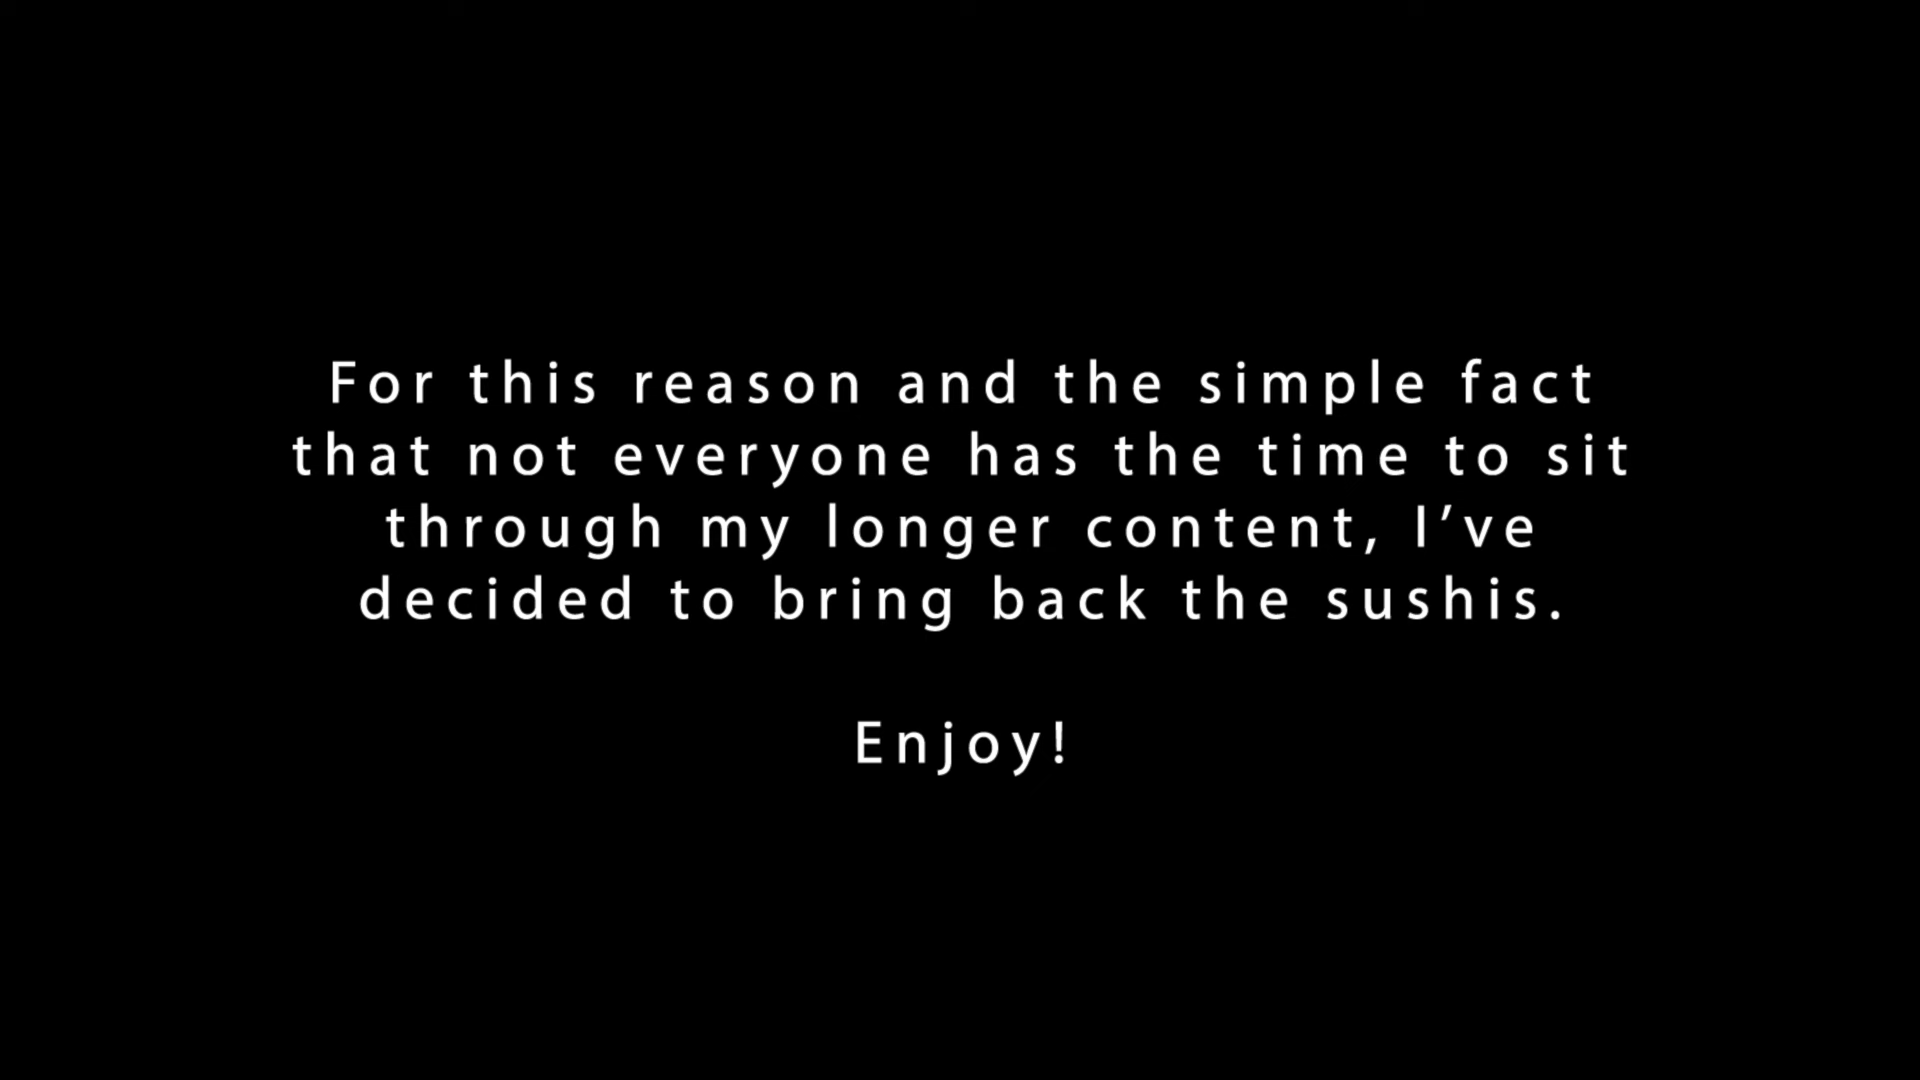 For this reason and the simple fact
that not everyone has the time to sit
through my longer content, I’ve
decided to bring back the sushis.
Enjoy!